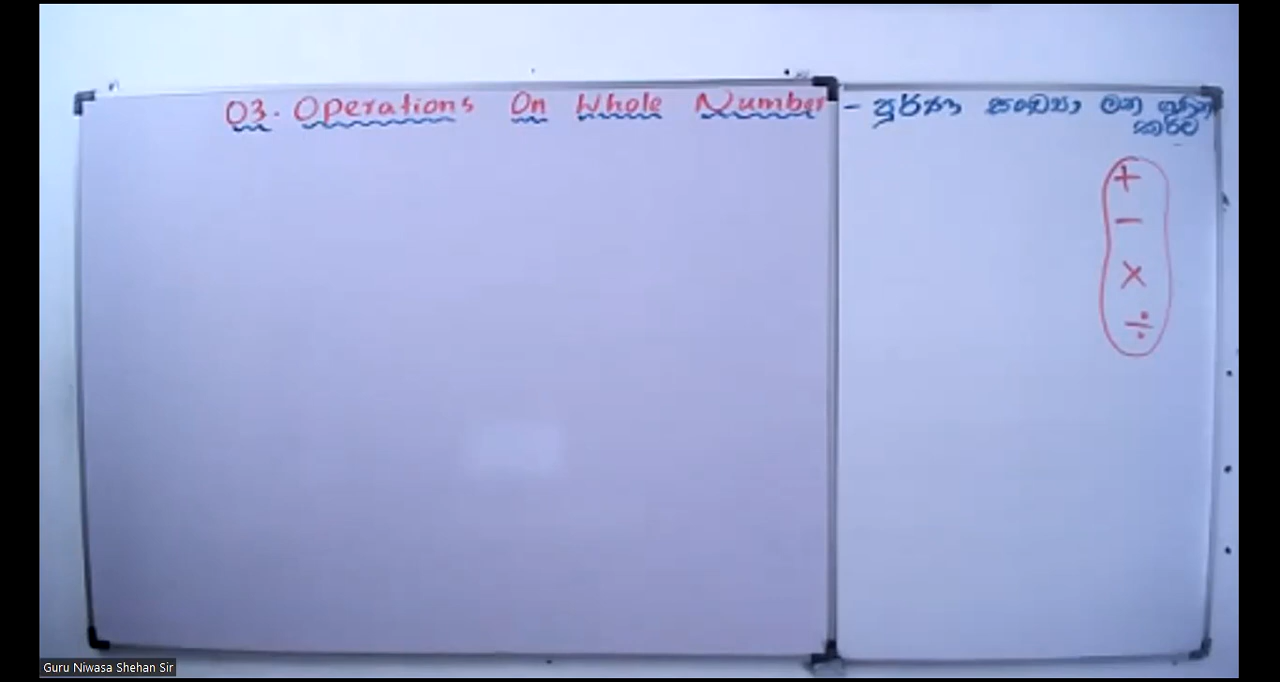 03. Operations On Whole Number - පූර්ණ සංඛ්‍යා මත ගණිත
කර්ම
+
-
×
÷
Guru Niwasa Shehan Sir